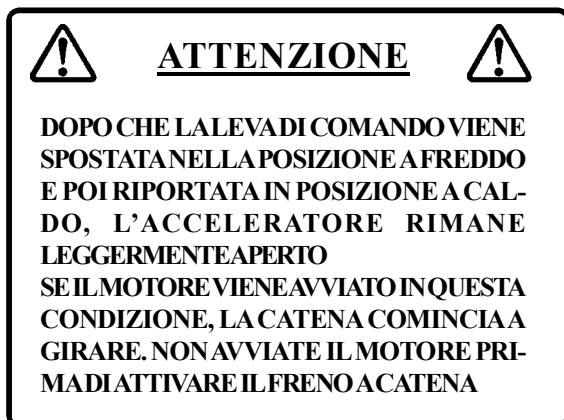 ATTENZIONE
DOPO CHE LA LEVA DI COMANDO VIENE
SPOSTATA NELLA POSIZIONE A FREDDO
E POI RIPORTATA IN POSIZIONE A CAL-
DO, L'ACCELERATORE RIMANE
LEGGERMENTE APERTO
SE IL MOTORE VIENE AVVIATO IN QUESTA
CONDIZIONE, LA CATENA COMINCIA A
GIRARE. NON AVVIATE IL MOTORE PRI-
MA DI ATTIVARE IL FRENO A CATENA